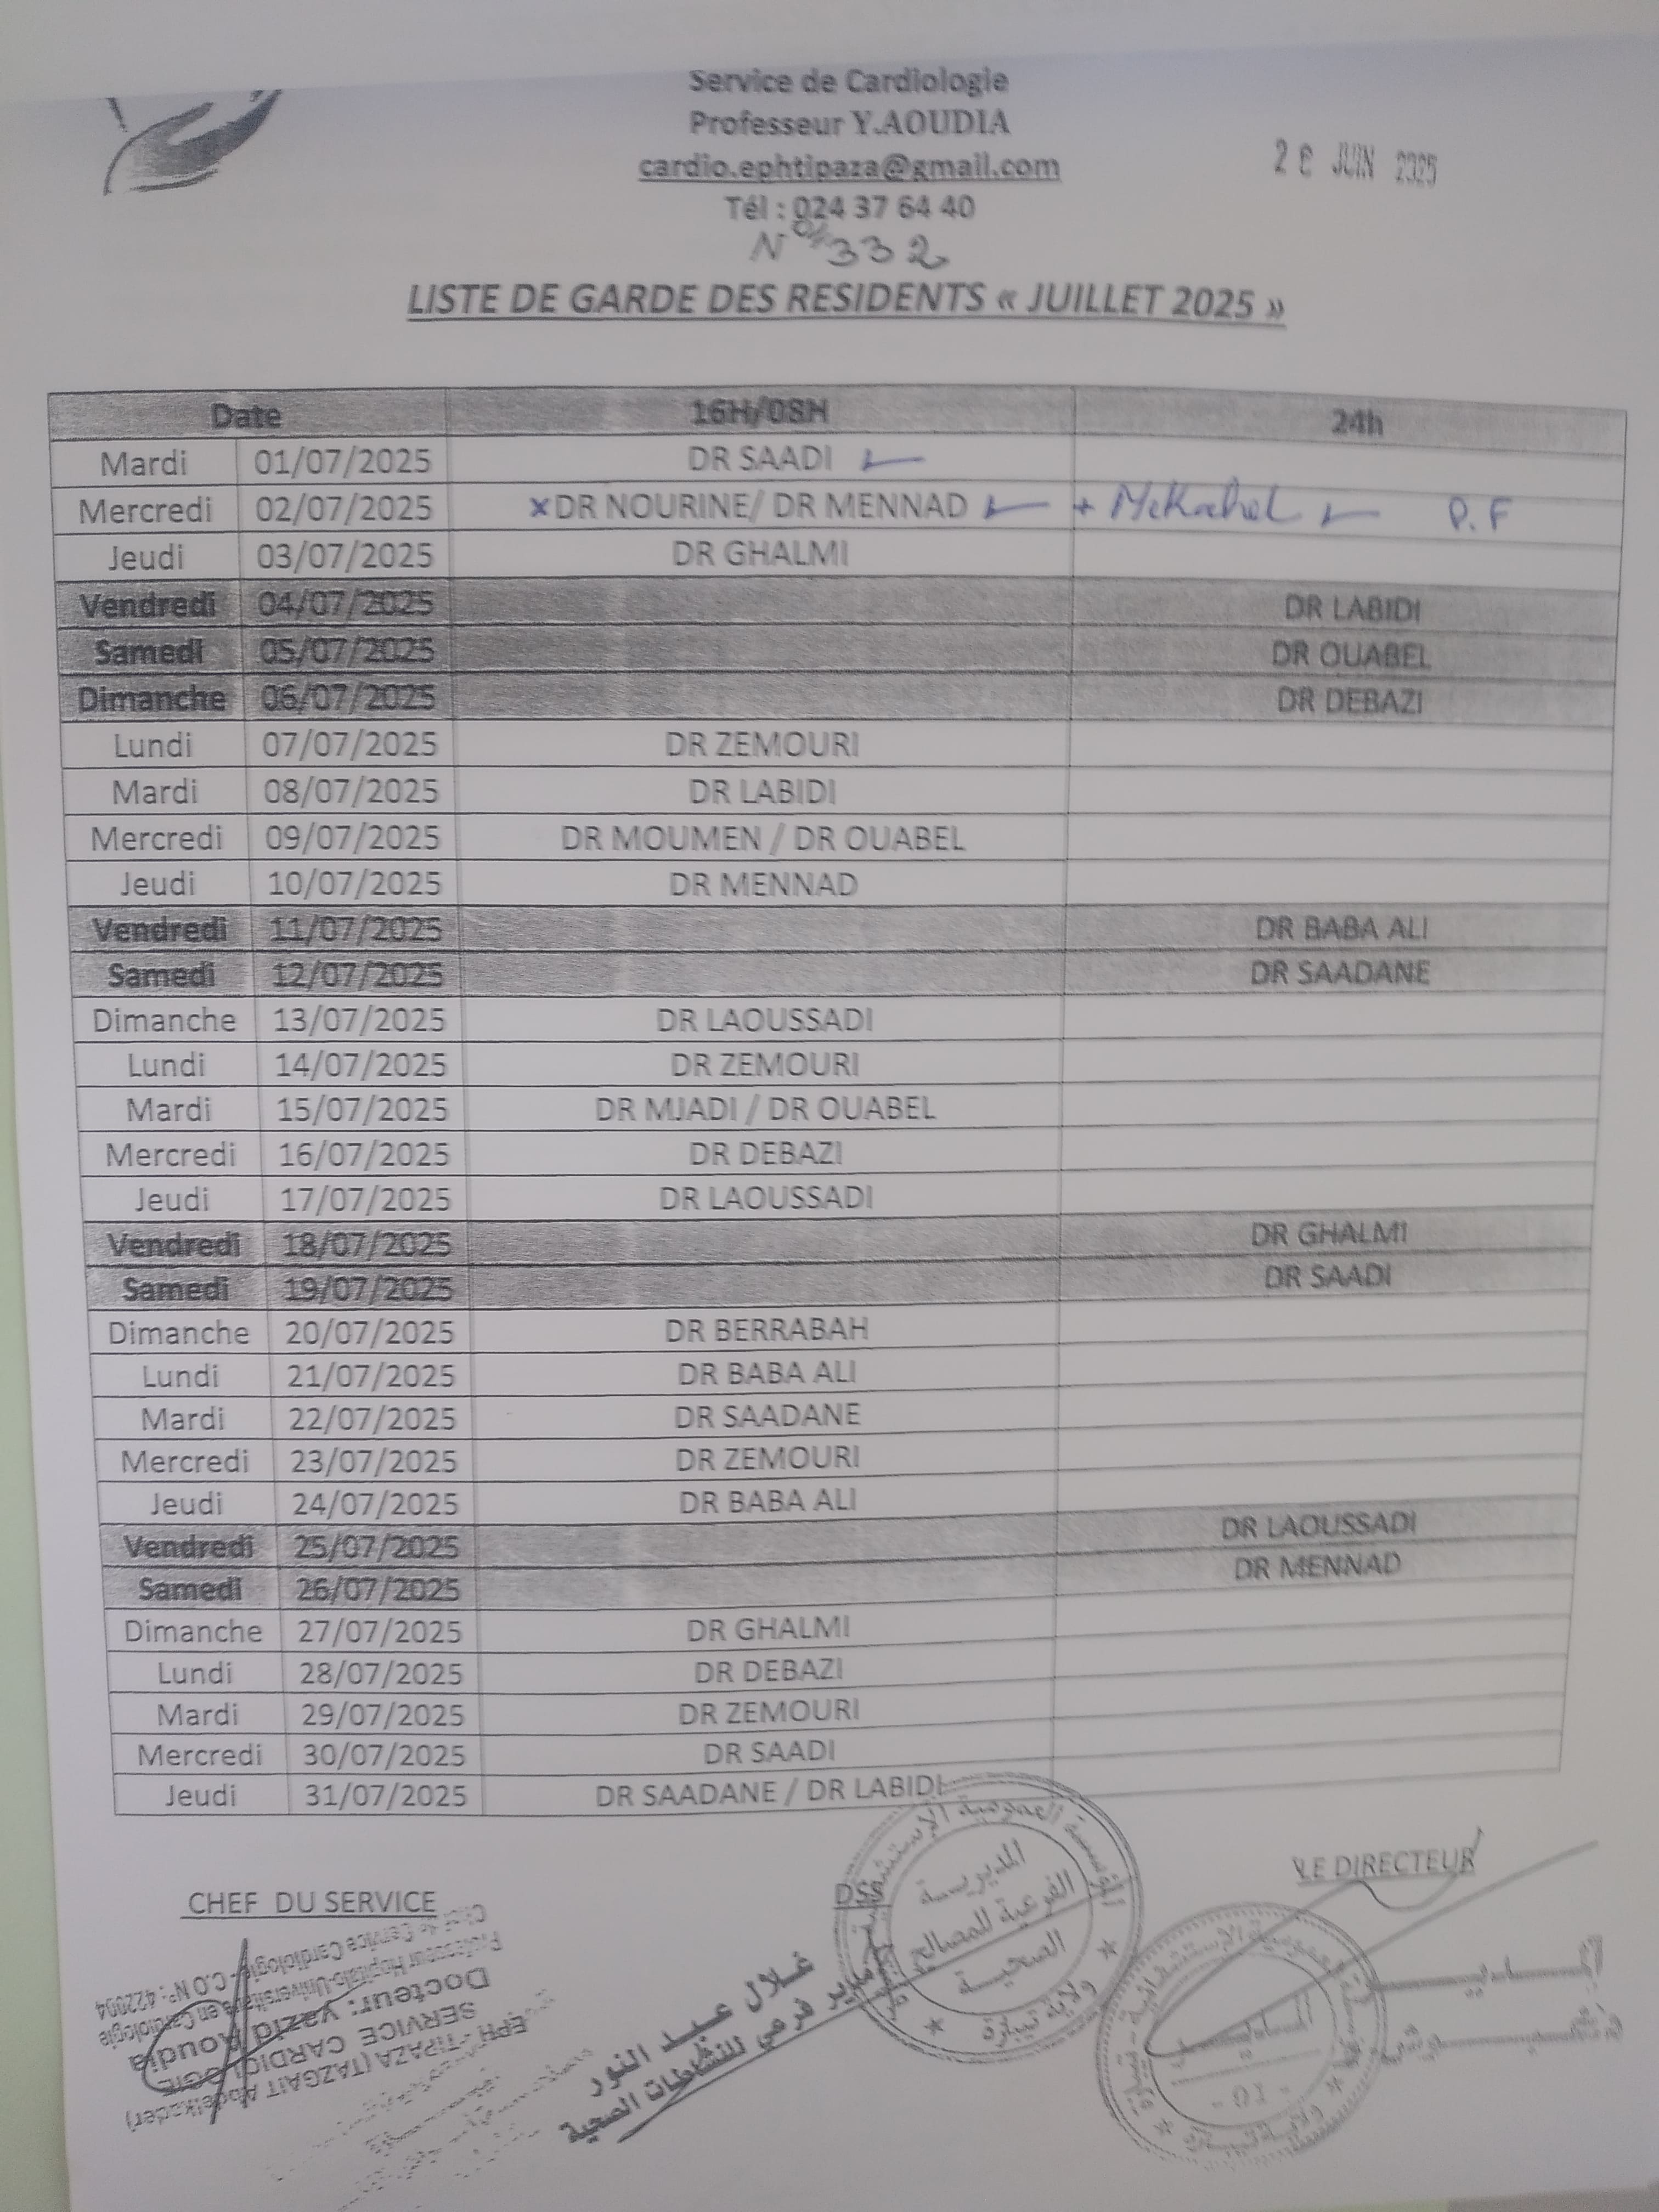 Service de Cardiologie
Professeur Y.AOUDIA
cardio.ephtipaza@gmail.com
JUIN 2025
Tél : 024 37 64 40
N° 332
LISTE DE GARDE DES RESIDENTS « JUILLET 2025 »
Date 16H/08H 24h
Mardi 01/07/2025 DR SAADI
Mercredi 02/07/2025 x DR NOURINE/ DR MENNAD + Mekachel P.F
Jeudi 03/07/2025 DR GHALMI
Vendredi 04/07/2025 DR LABIDI
Samedi 05/07/2025 DR OUABEL
Dimanche 06/07/2025 DR DEBAZI
Lundi 07/07/2025 DR ZEMOURI
Mardi 08/07/2025 DR LABIDI
Mercredi 09/07/2025 DR MOUMEN / DR OUABEL
Jeudi 10/07/2025 DR MENNAD
Vendredi 11/07/2025 DR BABA ALI
Samedi 12/07/2025 DR SAADANE
Dimanche 13/07/2025 DR LAOUSSADI
Lundi 14/07/2025 DR ZEMOURI
Mardi 15/07/2025 DR MJADI / DR OUABEL
Mercredi 16/07/2025 DR DEBAZI
Jeudi 17/07/2025 DR LAOUSSADI
Vendredi 18/07/2025 DR GHALMI
Samedi 19/07/2025 DR SAADI
Dimanche 20/07/2025 DR BERRABAH
Lundi 21/07/2025 DR BABA ALI
Mardi 22/07/2025 DR SAADANE
Mercredi 23/07/2025 DR ZEMOURI
Jeudi 24/07/2025 DR BABA ALI
Vendredi 25/07/2025 DR LAOUSSADI
Samedi 26/07/2025 DR MENNAD
Dimanche 27/07/2025 DR GHALMI
Lundi 28/07/2025 DR DEBAZI
Mardi 29/07/2025 DR ZEMOURI
Mercredi 30/07/2025 DR SAADI
Jeudi 31/07/2025 DR SAADANE / DR LABIDI
CHEF DU SERVICE
DSS
LE DIRECTEUR
المديريـــة
الفرعية للمصالح
الصحيـــة
ولاية تيبازة
غـلال عبـد النور
مدير فرعي للنشاطات الصحية
EPH - TIPAZA (TAZGAIT Abdelkader)
SERVICE CARDIOLOGIE
Docteur: Yazid Aoudia
Professeur Hospitalo-Universitaire en Cardiologie
Chef de Service Cardiologie - C.O N° : 422004